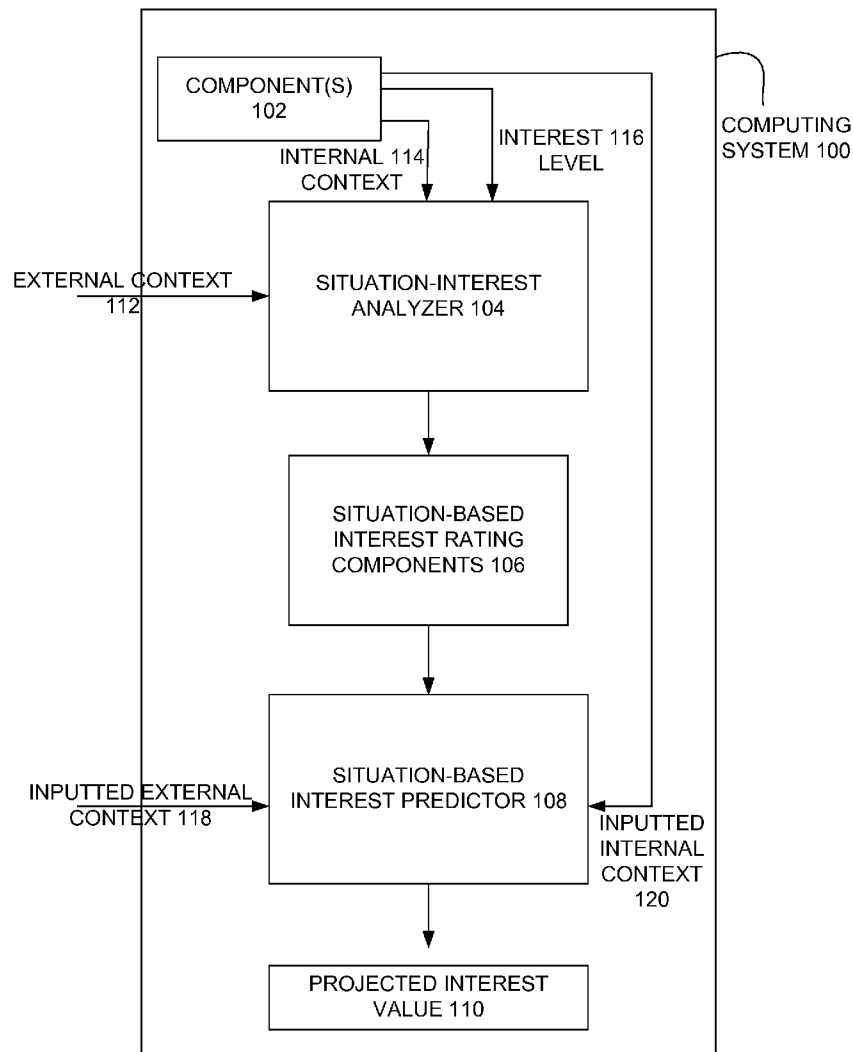 COMPONENT(S)
102
COMPUTING
SYSTEM 100
INTERNAL 114
CONTEXT
INTEREST 116
LEVEL
EXTERNAL CONTEXT
112
SITUATION-INTEREST
ANALYZER 104
SITUATION-BASED
INTEREST RATING
COMPONENTS 106
SITUATION-BASED
INTEREST PREDICTOR 108
INPUTTED EXTERNAL
CONTEXT 118
INPUTTED
INTERNAL
CONTEXT
120
PROJECTED INTEREST
VALUE 110